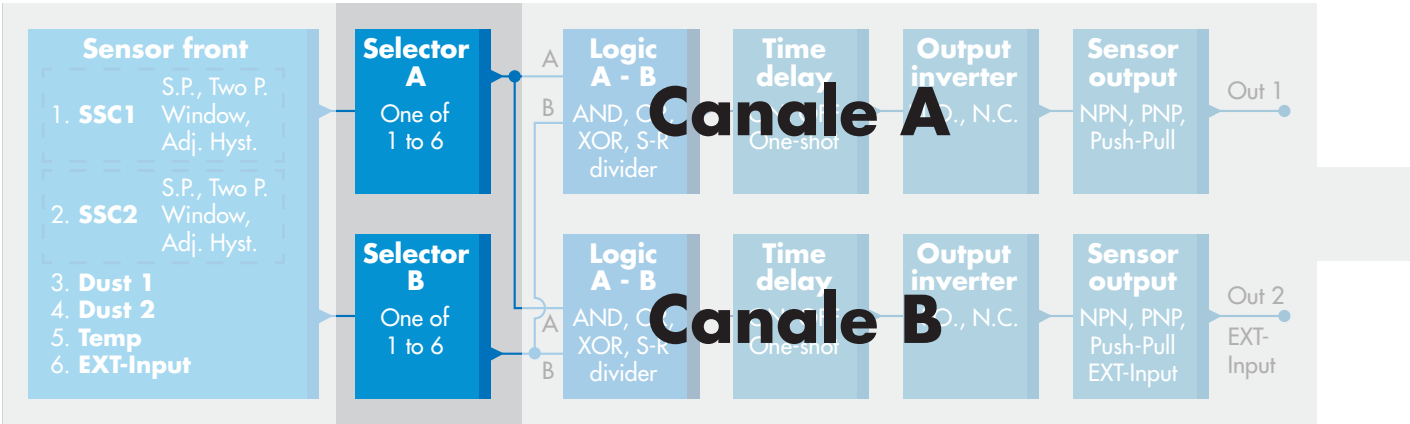 Sensor front
1. SSC1
S.P., Two P.
Window,
Adj. Hyst.
2. SSC2
S.P., Two P.
Window,
Adj. Hyst.
3. Dust 1
4. Dust 2
5. Temp
6. EXT-Input
Selector
A
One of
1 to 6
A
B
Logic
A - B
AND, OR,
XOR, S-R
divider
Time
delay
One-shot
Output
inverter
N.C.
Sensor
output
NPN, PNP,
Push-Pull
Out 1
Canale A
Selector
B
One of
1 to 6
A
B
Logic
A - B
AND, OR,
XOR, S-R
divider
Time
delay
One-shot
Output
inverter
N.C.
Sensor
output
NPN, PNP,
Push-Pull
EXT-Input
Out 2
EXT-
Input
Canale B